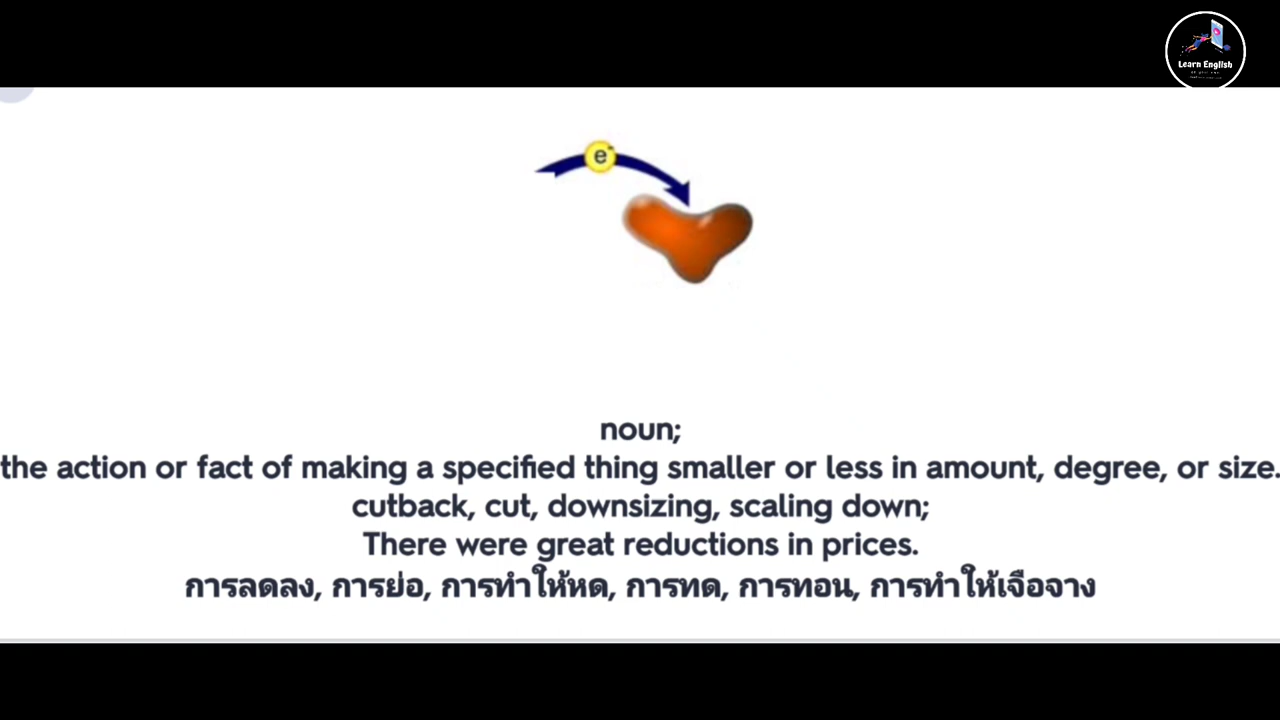 Learn English
e-
noun;
the action or fact of making a specified thing smaller or less in amount, degree, or size.
cutback, cut, downsizing, scaling down;
There were great reductions in prices.
การลดลง, การย่อ, การทำให้หด, การทด, การทอน, การทำให้เจือจาง